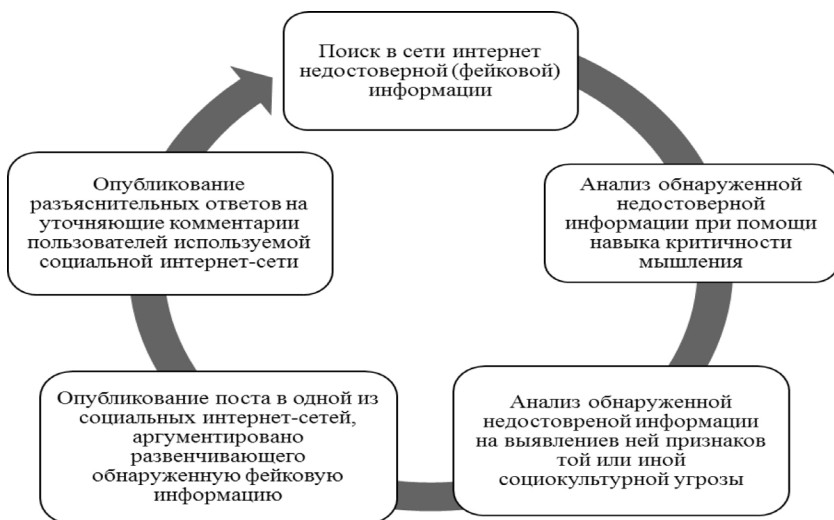 Поиск в сети интернет
недостоверной (фейковой)
информации
Анализ обнаруженной
недостоверной
информации при помощи
навыка критичности
мышления
Анализ обнаруженной
недостовреной информации
на выявлениев ней признаков
той или иной
социокультурной угрозы
Опубликование поста в одной из
социальных интернет-сетей,
аргументировано
развенчивающего
обнаруженную фейковую
информацию
Опубликование
разъяснительных ответов на
уточняющие комментарии
пользователей используемой
социальной интернет-сети